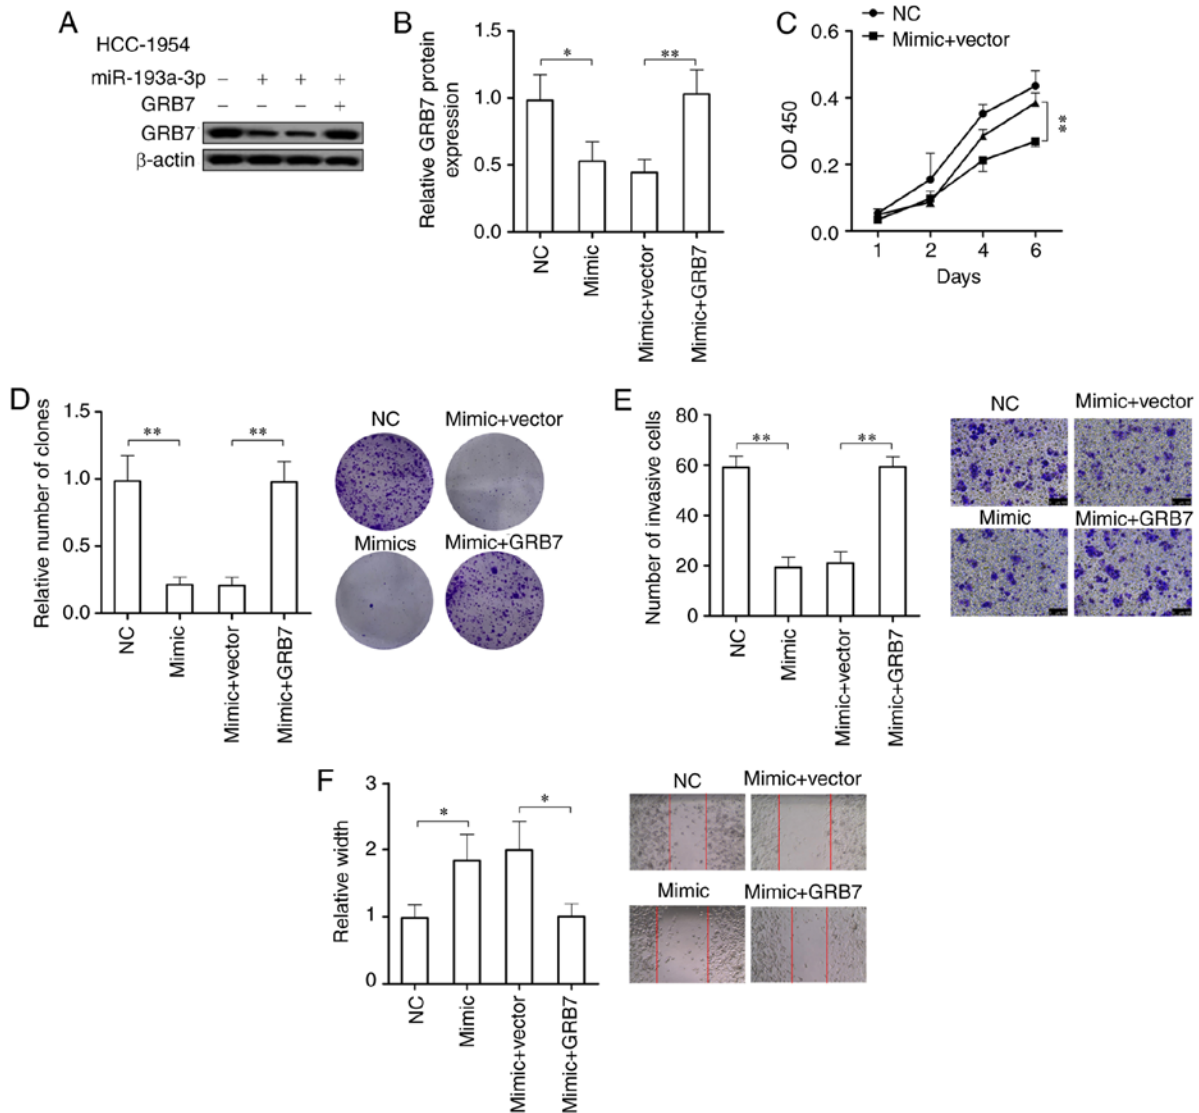 A
HCC-1954
miR-193a-3p − + + +
GRB7 − − − +
GRB7
β-actin
B
Relative GRB7 protein
expression
1.5
1.0
0.5
0.0
*
**
NC
Mimic
Mimic+vector
Mimic+GRB7
C
NC
Mimic+vector
OD 450
0.6
0.4
0.2
0.0
**
1 2 4 6
Days
D
Relative number of clones
1.5
1.0
0.5
0.0
**
**
NC
Mimic
Mimic+vector
Mimic+GRB7
NC
Mimic+vector
Mimics
Mimic+GRB7
E
Number of invasive cells
80
60
40
20
0
**
**
NC
Mimic
Mimic+vector
Mimic+GRB7
NC
Mimic+vector
Mimic
Mimic+GRB7
F
Relative width
3
2
1
0
*
*
NC
Mimic
Mimic+vector
Mimic+GRB7
NC
Mimic+vector
Mimic
Mimic+GRB7